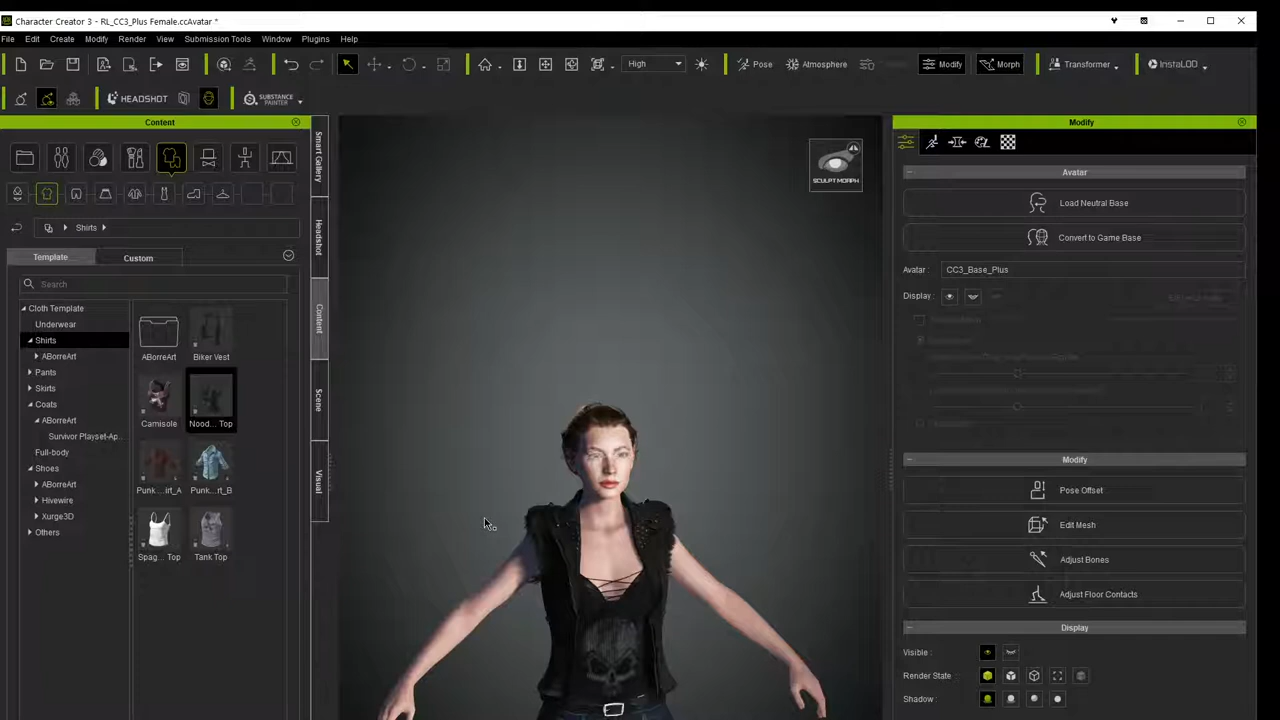 Character Creator 3 - RL_CC3_Plus Female.ccAvatar *
File Edit Create Modify Render View Submission Tools Window Plugins Help
High Pose Atmosphere Modify Morph Transformer InstaLOD
HEADSHOT SUBSTANCE PAINTER
Content
Smart Gallery
Headshot
Content
Scene
Visual
Shirts
Template Custom
Search
Cloth Template
Underwear
Shirts
ABorreArt
Pants
Skirts
Coats
ABorreArt
Survivor Playset-Ap...
Full-body
Shoes
ABorreArt
Hivewire
Xurge3D
Others
ABorreArt Biker Vest
Camisole Nood... Top
Punk...irt_A Punk...rt_B
Spag... Top Tank Top
SCULPT MORPH
Modify
Avatar
Load Neutral Base
Convert to Game Base
Avatar : CC3_Base_Plus
Display :
Modify
Pose Offset
Edit Mesh
Adjust Bones
Adjust Floor Contacts
Display
Visible :
Render State :
Shadow :